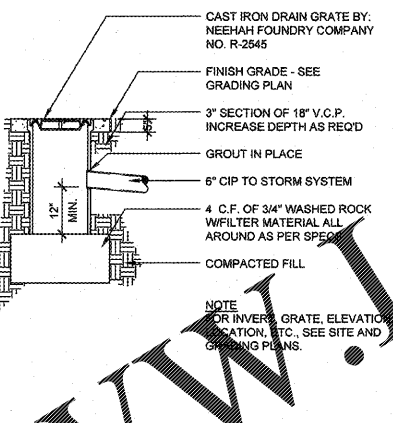 CAST IRON DRAIN GRATE BY:
NEEHAH FOUNDRY COMPANY
NO. R-2545
FINISH GRADE - SEE
GRADING PLAN
3" SECTION OF 18" V.C.P.
INCREASE DEPTH AS REQ'D
GROUT IN PLACE
6" CIP TO STORM SYSTEM
4 C.F. OF 3/4" WASHED ROCK
W/FILTER MATERIAL ALL
AROUND AS PER SPECS
COMPACTED FILL
12"
MIN.
NOTE
FOR INVERT, GRATE, ELEVATION
LOCATION, ETC., SEE SITE AND
GRADING PLANS.